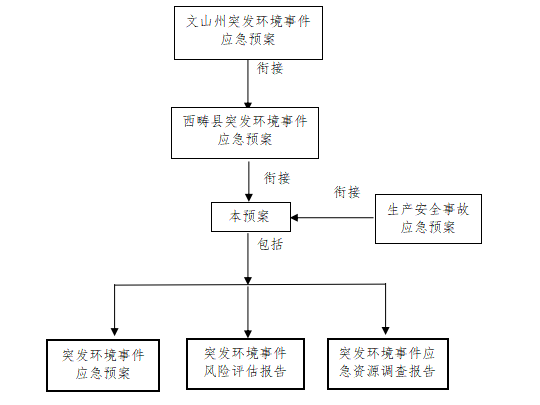 文山州突发环境事件
应急预案
衔接
西畴县突发环境事件
应急预案
衔接
衔接
本预案
生产安全事故
应急预案
包括
突发环境事件
应急预案
突发环境事件
风险评估报告
突发环境事件应
急资源调查报告